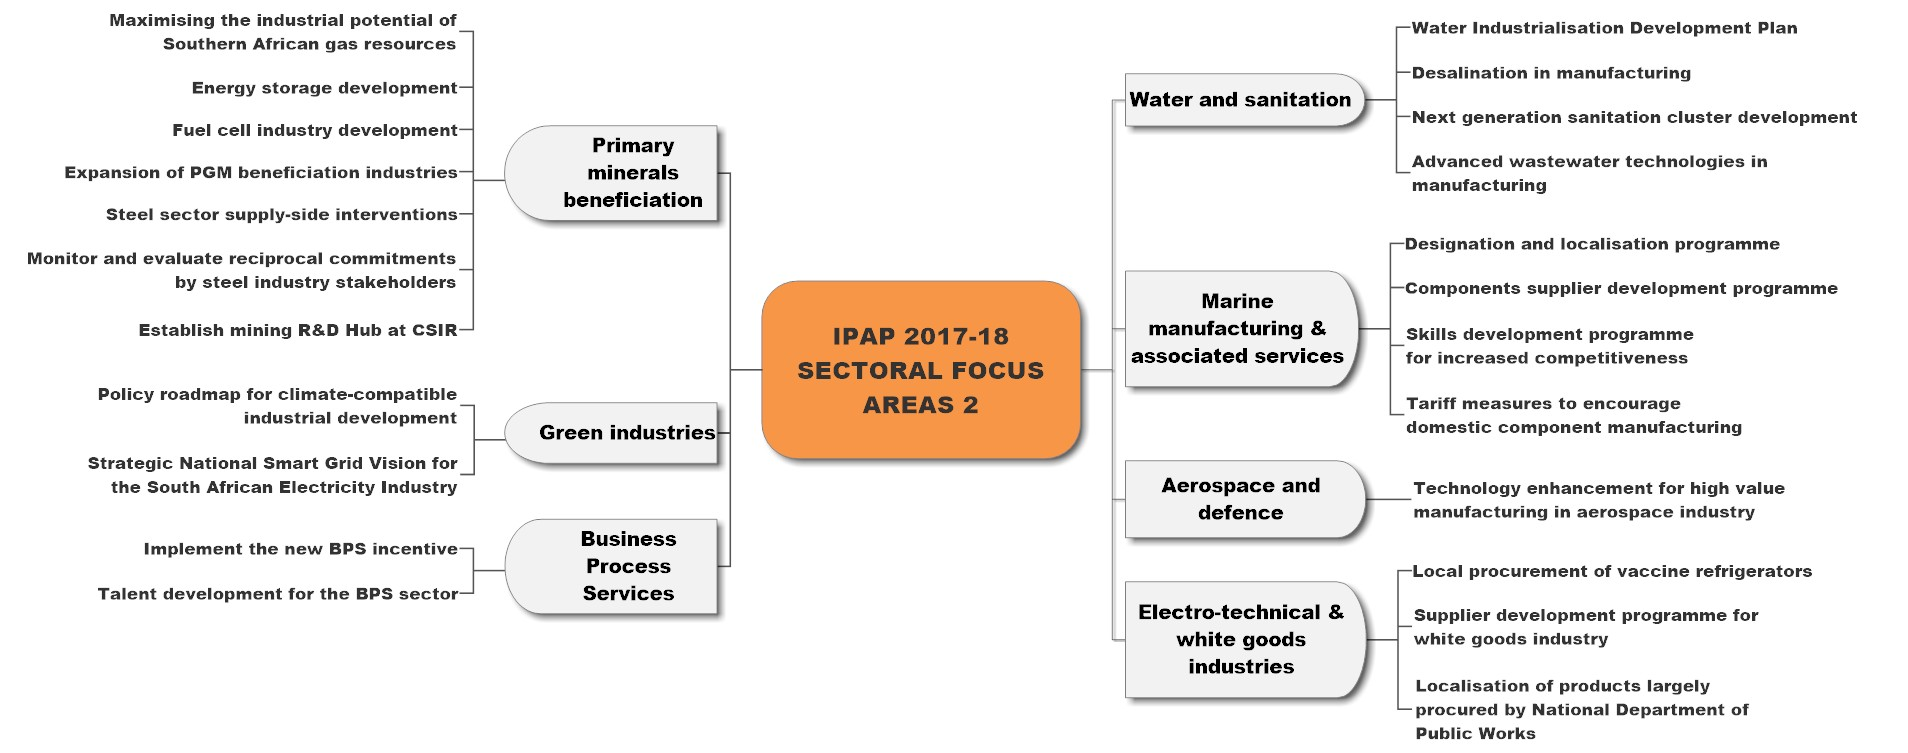 Maximising the industrial potential of
Southern African gas resources
Energy storage development
Fuel cell industry development
Expansion of PGM beneficiation industries
Steel sector supply-side interventions
Monitor and evaluate reciprocal commitments
by steel industry stakeholders
Establish mining R&D Hub at CSIR
Primary
minerals
beneficiation
Policy roadmap for climate-compatible
industrial development
Strategic National Smart Grid Vision for
the South African Electricity Industry
Green industries
Implement the new BPS incentive
Talent development for the BPS sector
Business
Process
Services
IPAP 2017-18
SECTORAL FOCUS
AREAS 2
Water and sanitation
Water Industrialisation Development Plan
Desalination in manufacturing
Next generation sanitation cluster development
Advanced wastewater technologies in
manufacturing
Marine
manufacturing &
associated services
Designation and localisation programme
Components supplier development programme
Skills development programme
for increased competitiveness
Tariff measures to encourage
domestic component manufacturing
Aerospace and
defence
Technology enhancement for high value
manufacturing in aerospace industry
Electro-technical &
white goods
industries
Local procurement of vaccine refrigerators
Supplier development programme for
white goods industry
Localisation of products largely
procured by National Department of
Public Works